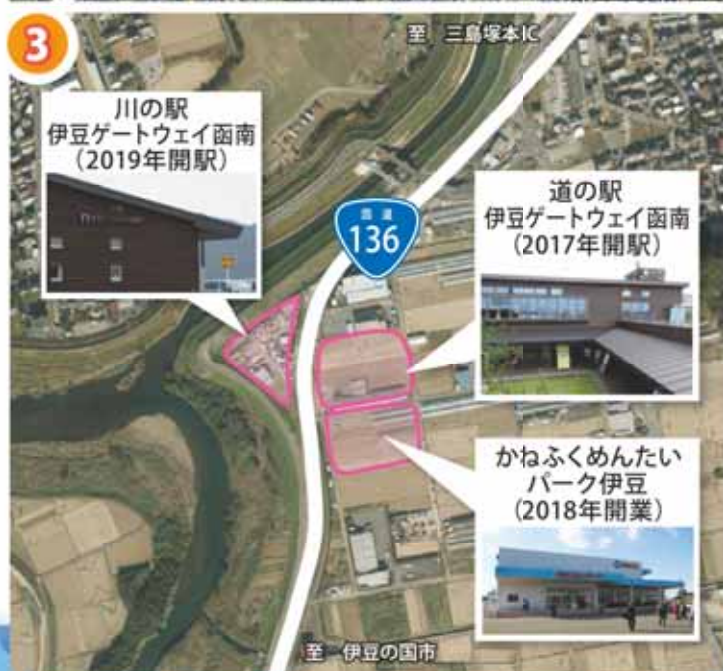 3
至 三島塚本IC
川の駅
伊豆ゲートウェイ函南
(2019年開駅)
国道
136
道の駅
伊豆ゲートウェイ函南
(2017年開駅)
かねふくめんたい
パーク伊豆
(2018年開業)
至 伊豆の国市